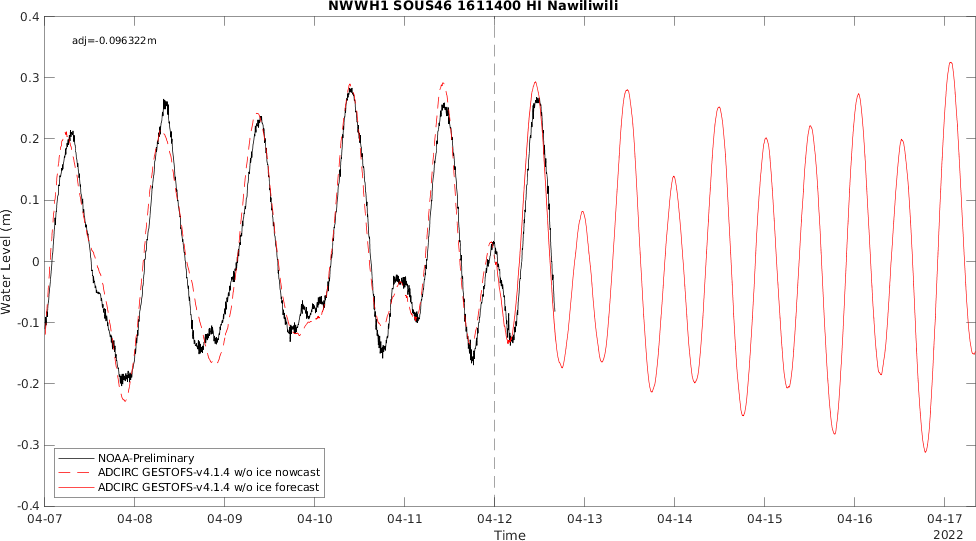 NWWH1 SOUS46 1611400 HI Nawiliwili
adj=-0.096322m
0.4
0.3
0.2
0.1
0
-0.1
-0.2
-0.3
-0.4
Water Level (m)
NOAA-Preliminary
ADCIRC GESTOFS-v4.1.4 w/o ice nowcast
ADCIRC GESTOFS-v4.1.4 w/o ice forecast
04-07 04-08 04-09 04-10 04-11 04-12 04-13 04-14 04-15 04-16 04-17
Time
2022